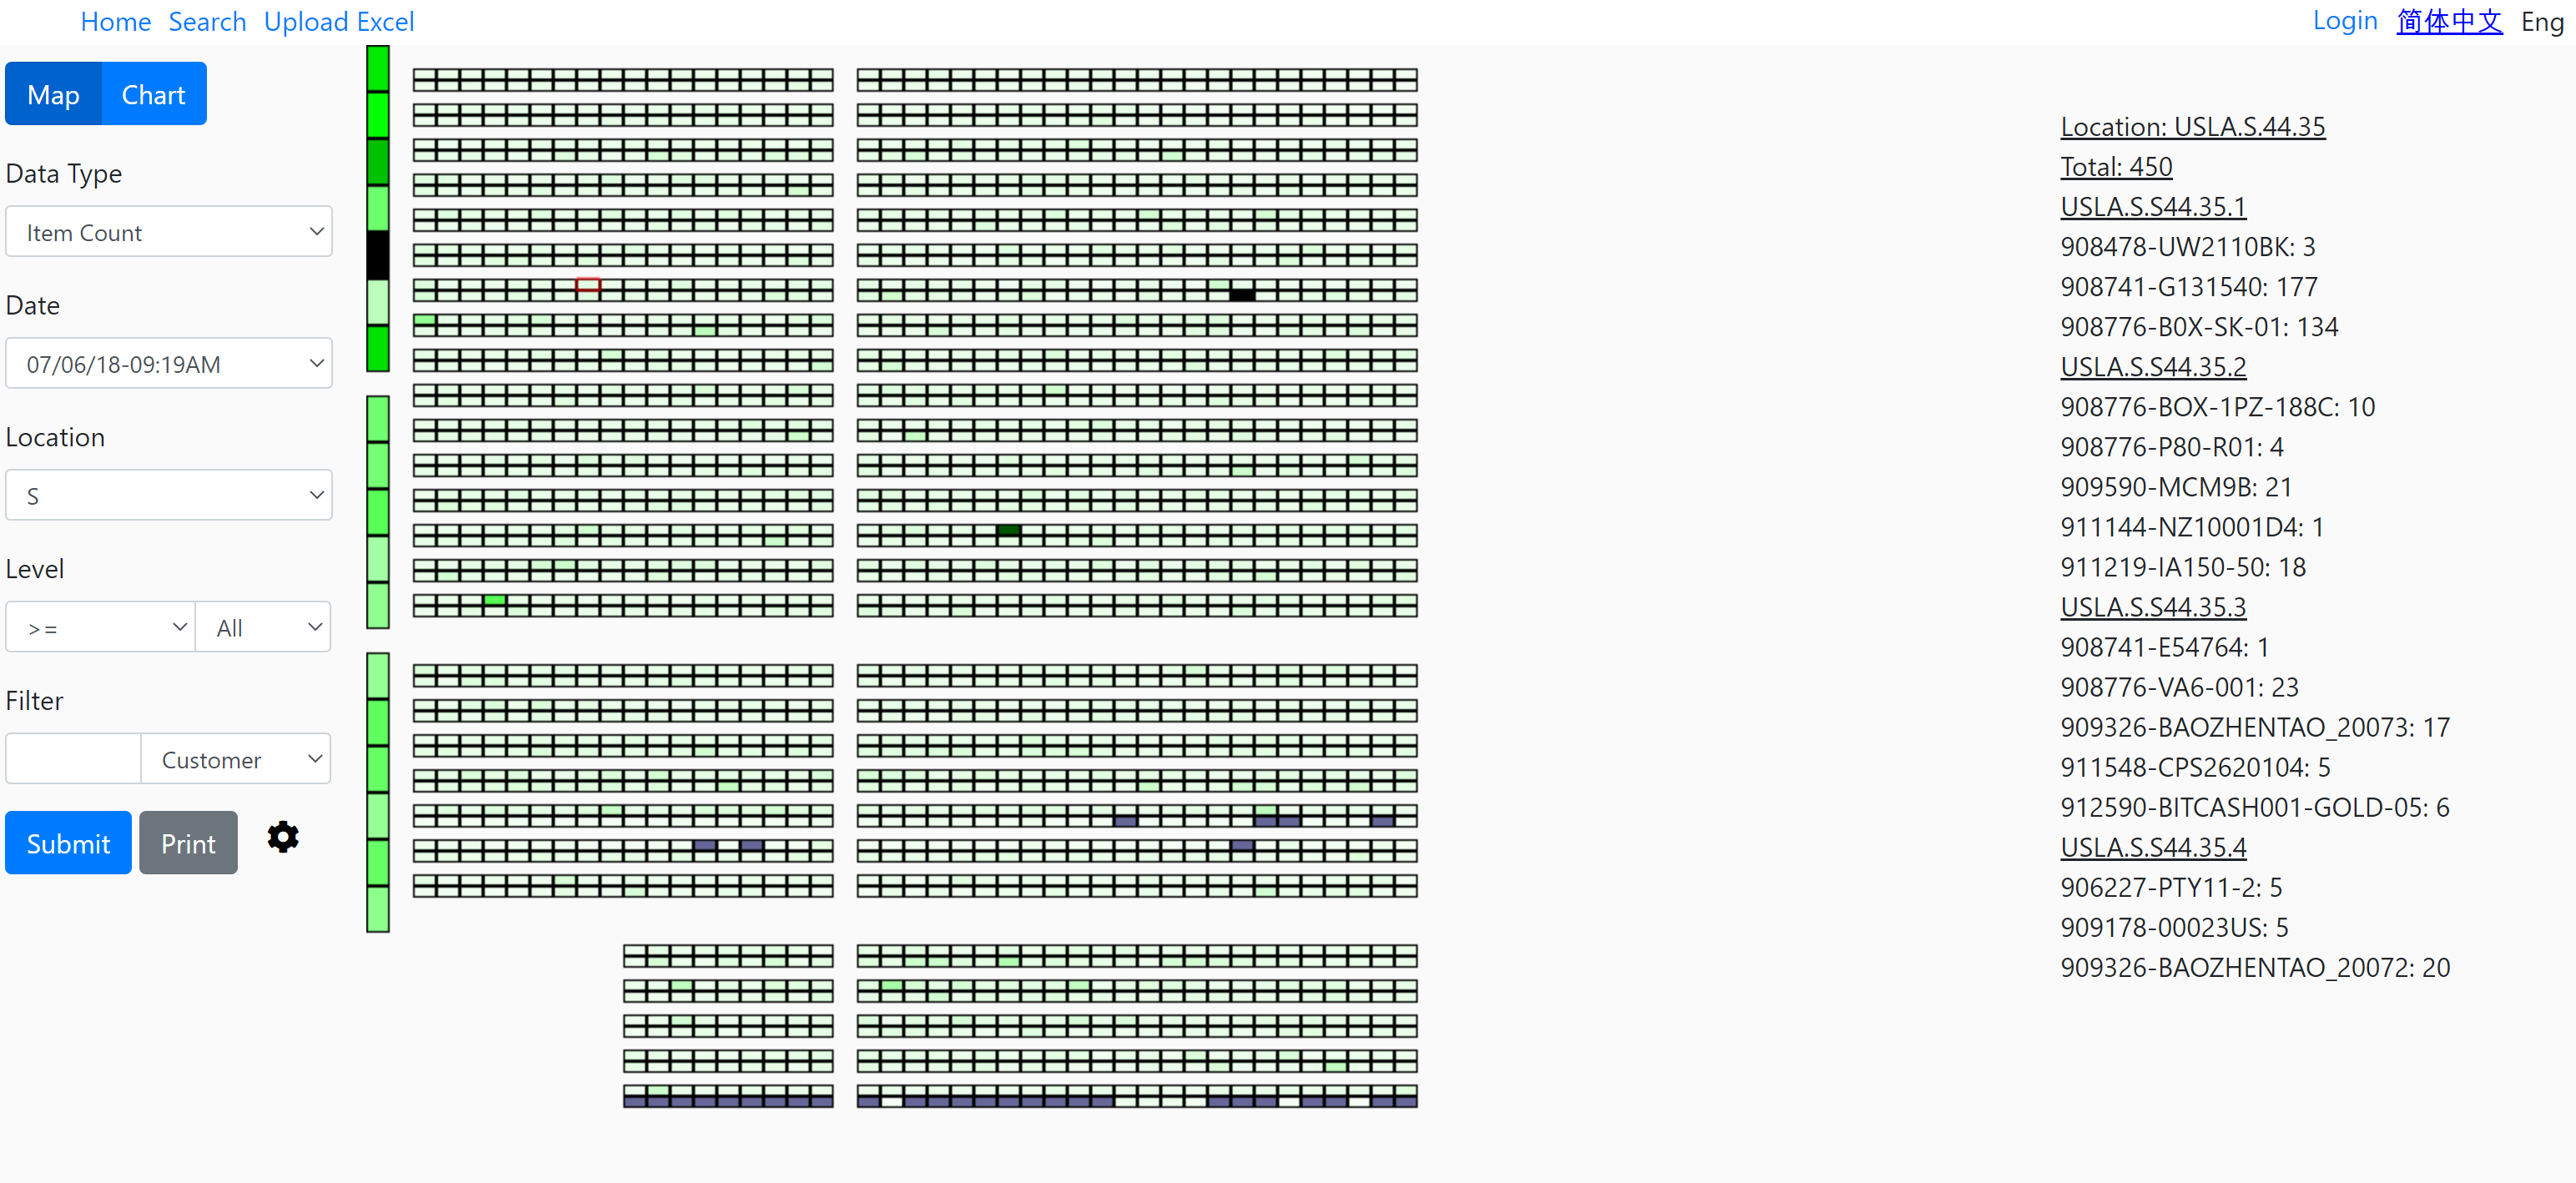 Home Search Upload Excel
Login 简体中文 Eng
Map Chart
Data Type
Item Count
Date
07/06/18-09:19AM
Location
S
Level
>= All
Filter
Customer
Submit Print
Location: USLA.S.44.35
Total: 450
USLA.S.S44.35.1
908478-UW2110BK: 3
908741-G131540: 177
908776-B0X-SK-01: 134
USLA.S.S44.35.2
908776-BOX-1PZ-188C: 10
908776-P80-R01: 4
909590-MCM9B: 21
911144-NZ10001D4: 1
911219-IA150-50: 18
USLA.S.S44.35.3
908741-E54764: 1
908776-VA6-001: 23
909326-BAOZHENTAO_20073: 17
911548-CPS2620104: 5
912590-BITCASH001-GOLD-05: 6
USLA.S.S44.35.4
906227-PTY11-2: 5
909178-00023US: 5
909326-BAOZHENTAO_20072: 20